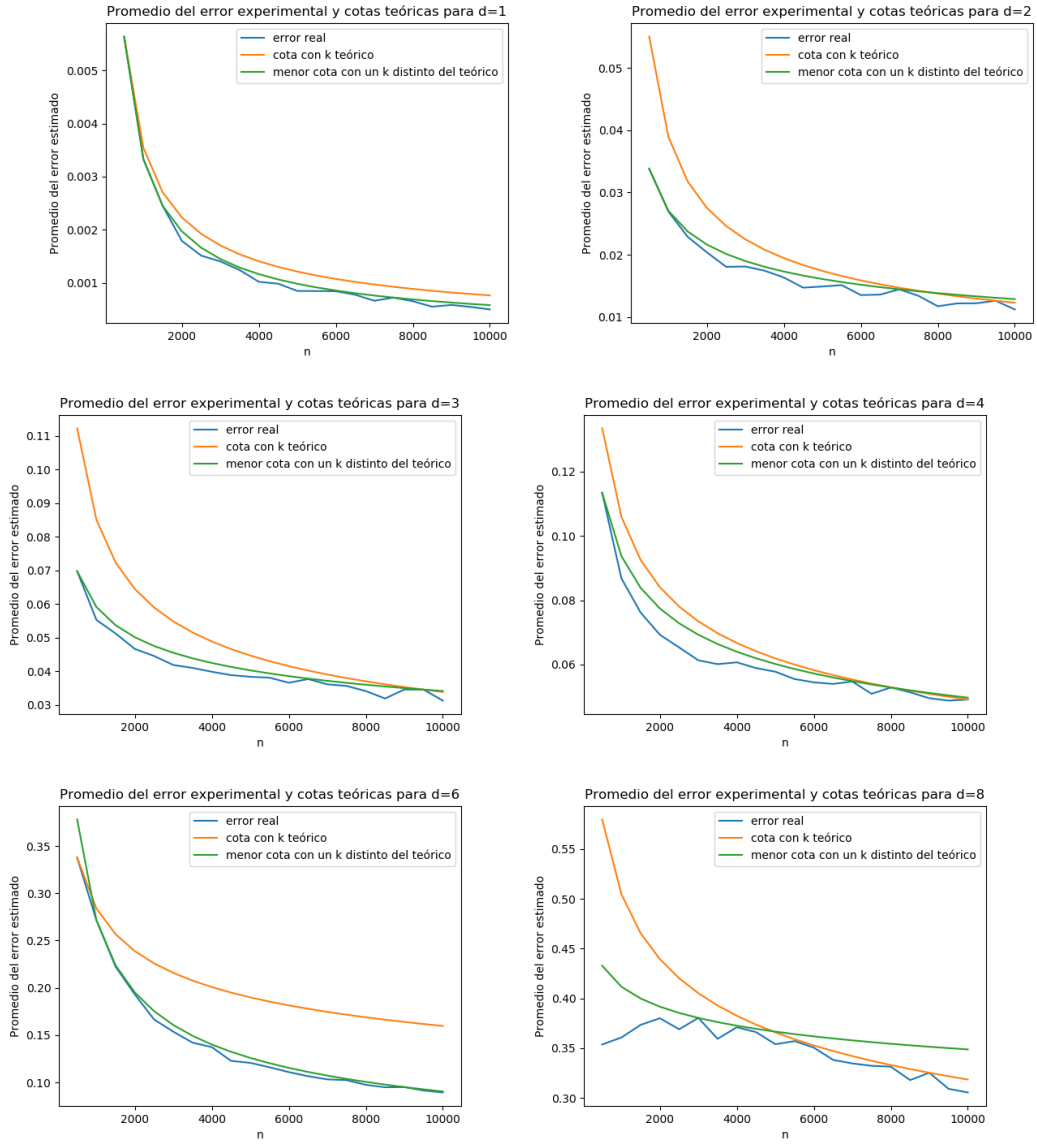 Promedio del error experimental y cotas teóricas para d=1
error real
cota con k teórico
menor cota con un k distinto del teórico
Promedio del error estimado
0.005
0.004
0.003
0.002
0.001
2000 4000 6000 8000 10000
n
Promedio del error experimental y cotas teóricas para d=2
error real
cota con k teórico
menor cota con un k distinto del teórico
Promedio del error estimado
0.05
0.04
0.03
0.02
0.01
2000 4000 6000 8000 10000
n
Promedio del error experimental y cotas teóricas para d=3
error real
cota con k teórico
menor cota con un k distinto del teórico
Promedio del error estimado
0.11
0.10
0.09
0.08
0.07
0.06
0.05
0.04
0.03
2000 4000 6000 8000 10000
n
Promedio del error experimental y cotas teóricas para d=4
error real
cota con k teórico
menor cota con un k distinto del teórico
Promedio del error estimado
0.12
0.10
0.08
0.06
2000 4000 6000 8000 10000
n
Promedio del error experimental y cotas teóricas para d=6
error real
cota con k teórico
menor cota con un k distinto del teórico
Promedio del error estimado
0.35
0.30
0.25
0.20
0.15
0.10
2000 4000 6000 8000 10000
n
Promedio del error experimental y cotas teóricas para d=8
error real
cota con k teórico
menor cota con un k distinto del teórico
Promedio del error estimado
0.55
0.50
0.45
0.40
0.35
0.30
2000 4000 6000 8000 10000
n